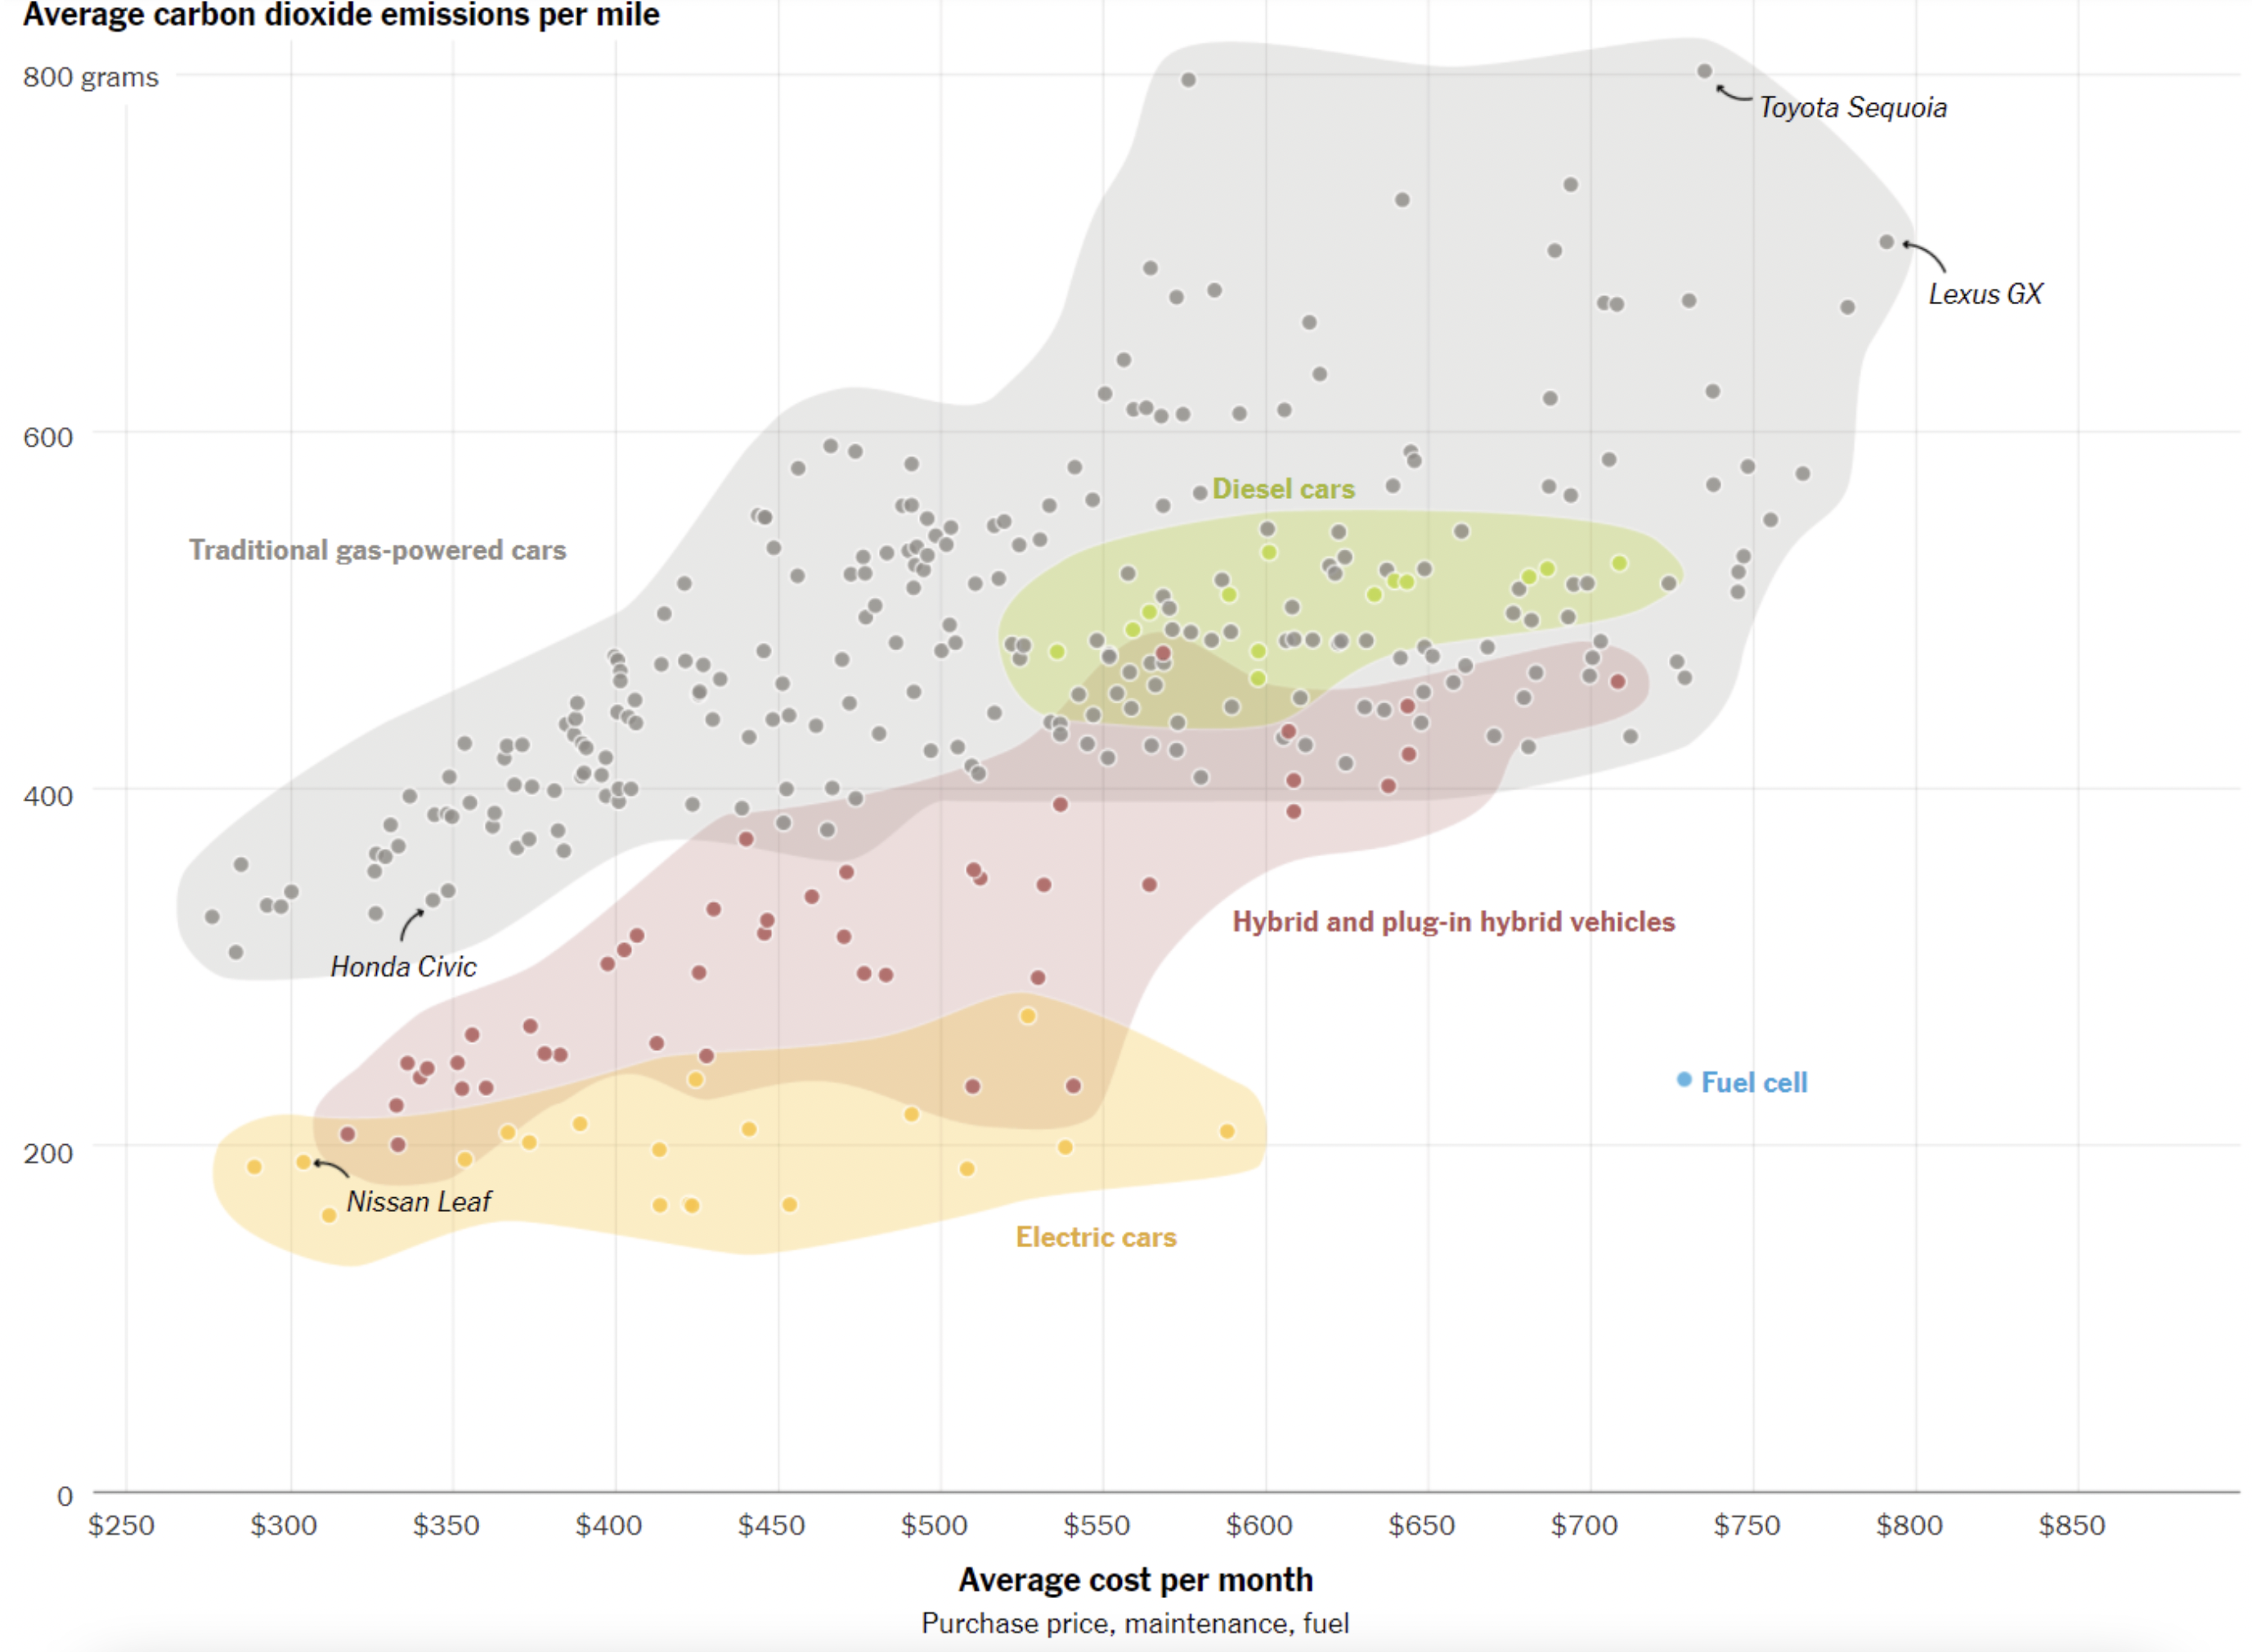 Average carbon dioxide emissions per mile
800 grams
Toyota Sequoia
Lexus GX
600
Diesel cars
Traditional gas-powered cars
400
Honda Civic
Hybrid and plug-in hybrid vehicles
Fuel cell
200
Nissan Leaf
Electric cars
0
$250 $300 $350 $400 $450 $500 $550 $600 $650 $700 $750 $800 $850
Average cost per month
Purchase price, maintenance, fuel